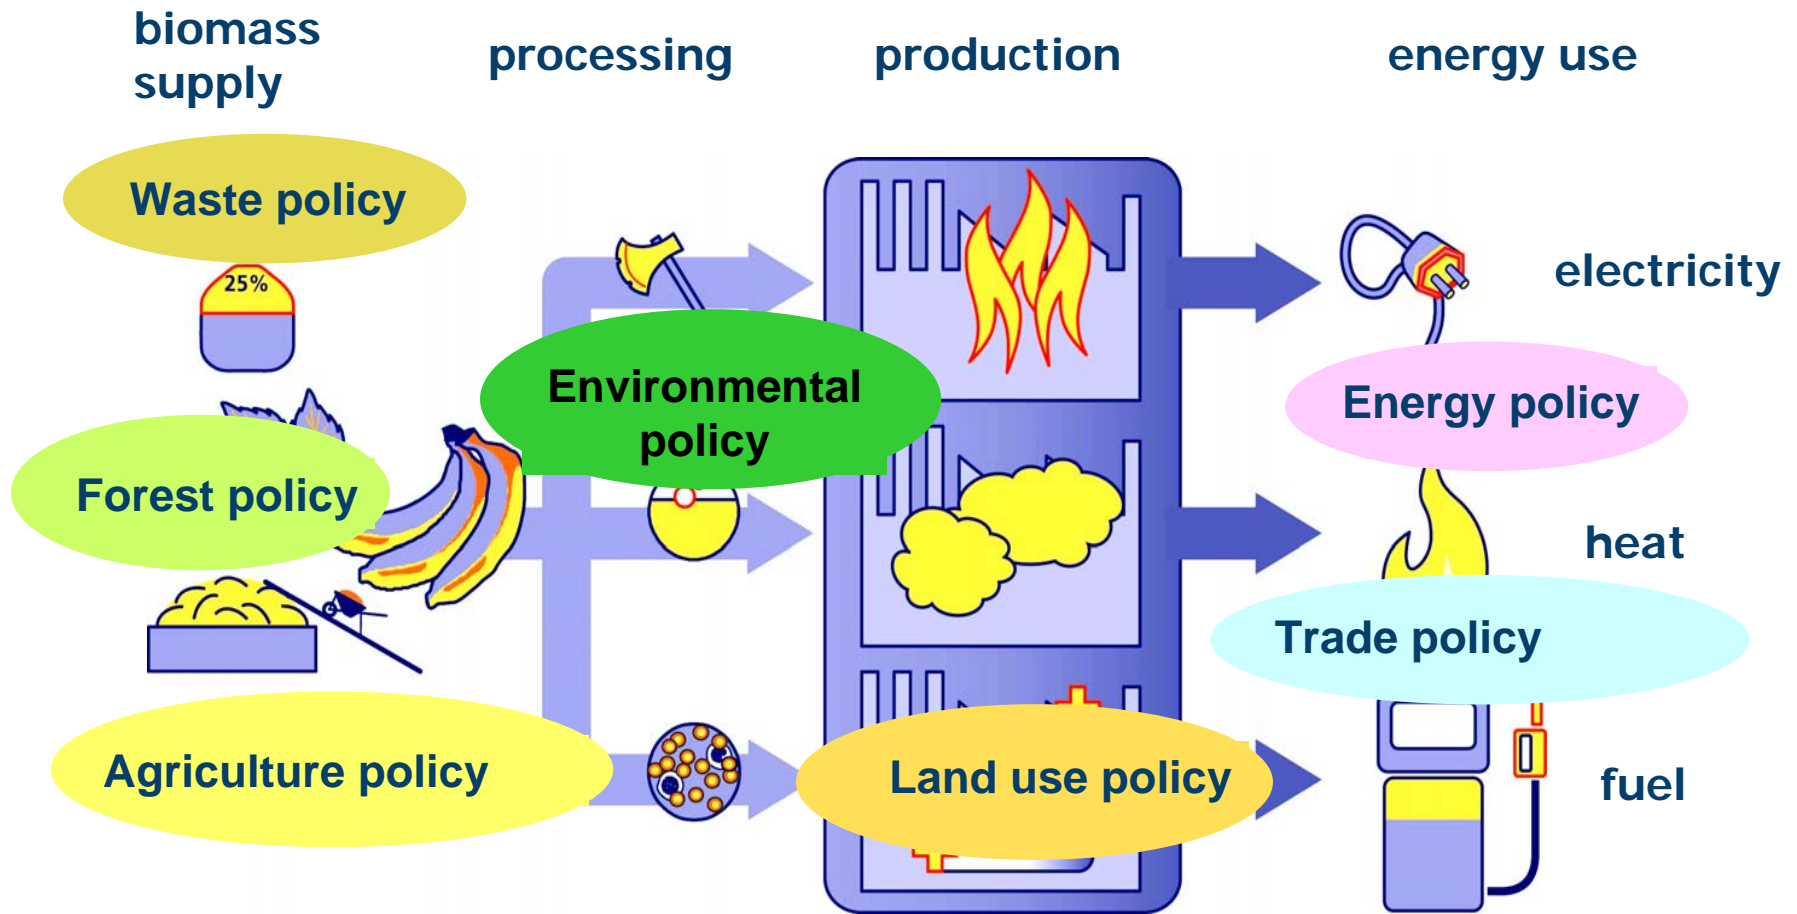 biomass
supply
processing
production
energy use
Waste policy
25%
electricity
Environmental
policy
Energy policy
Forest policy
heat
Trade policy
Agriculture policy
Land use policy
fuel